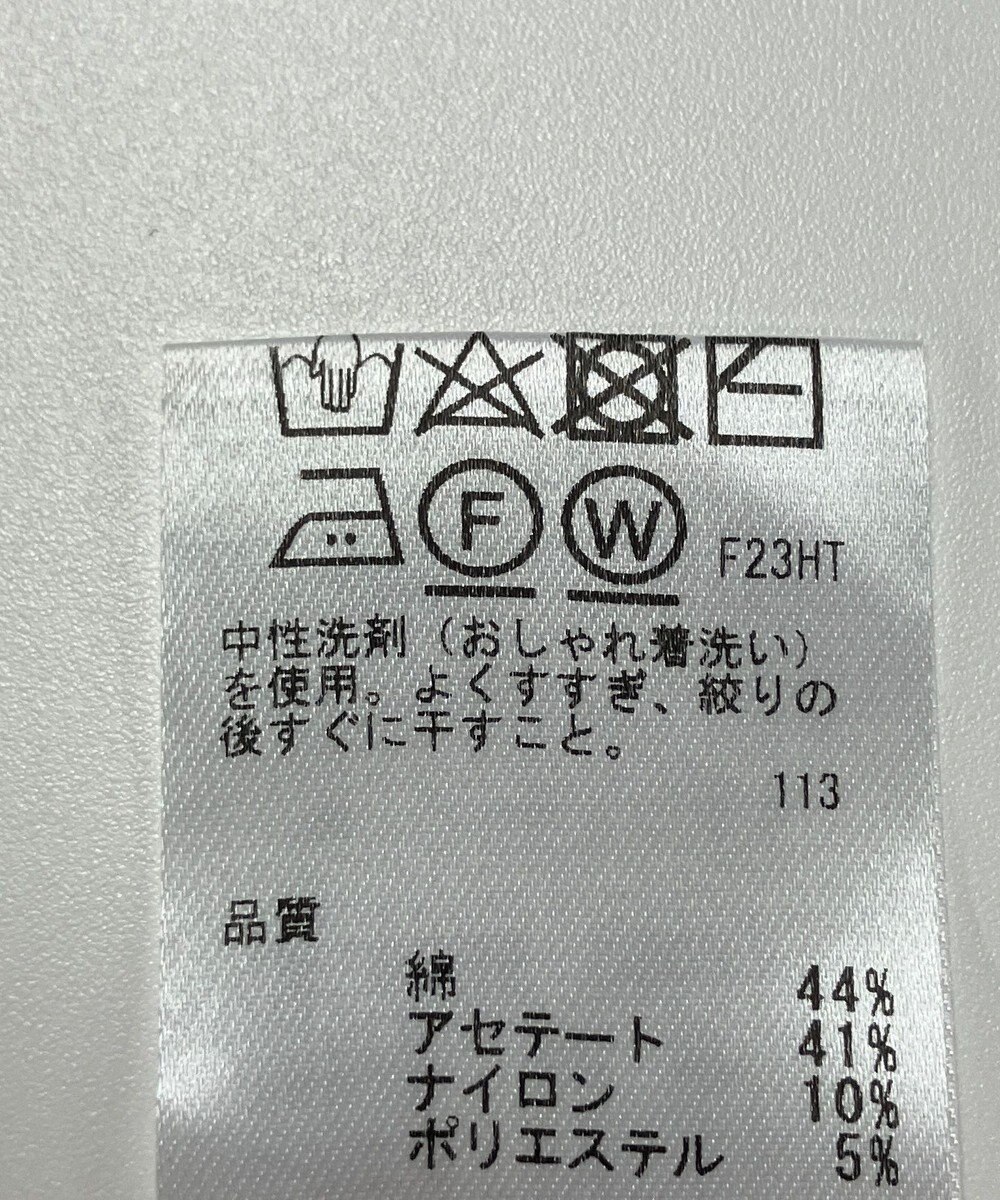 F W F23HT
中性洗剤(おしゃれ着洗い)
を使用。よくすすぎ、絞りの
後すぐに干すこと。
113
品質
綿 44%
アセテート 41%
ナイロン 10%
ポリエステル 5%